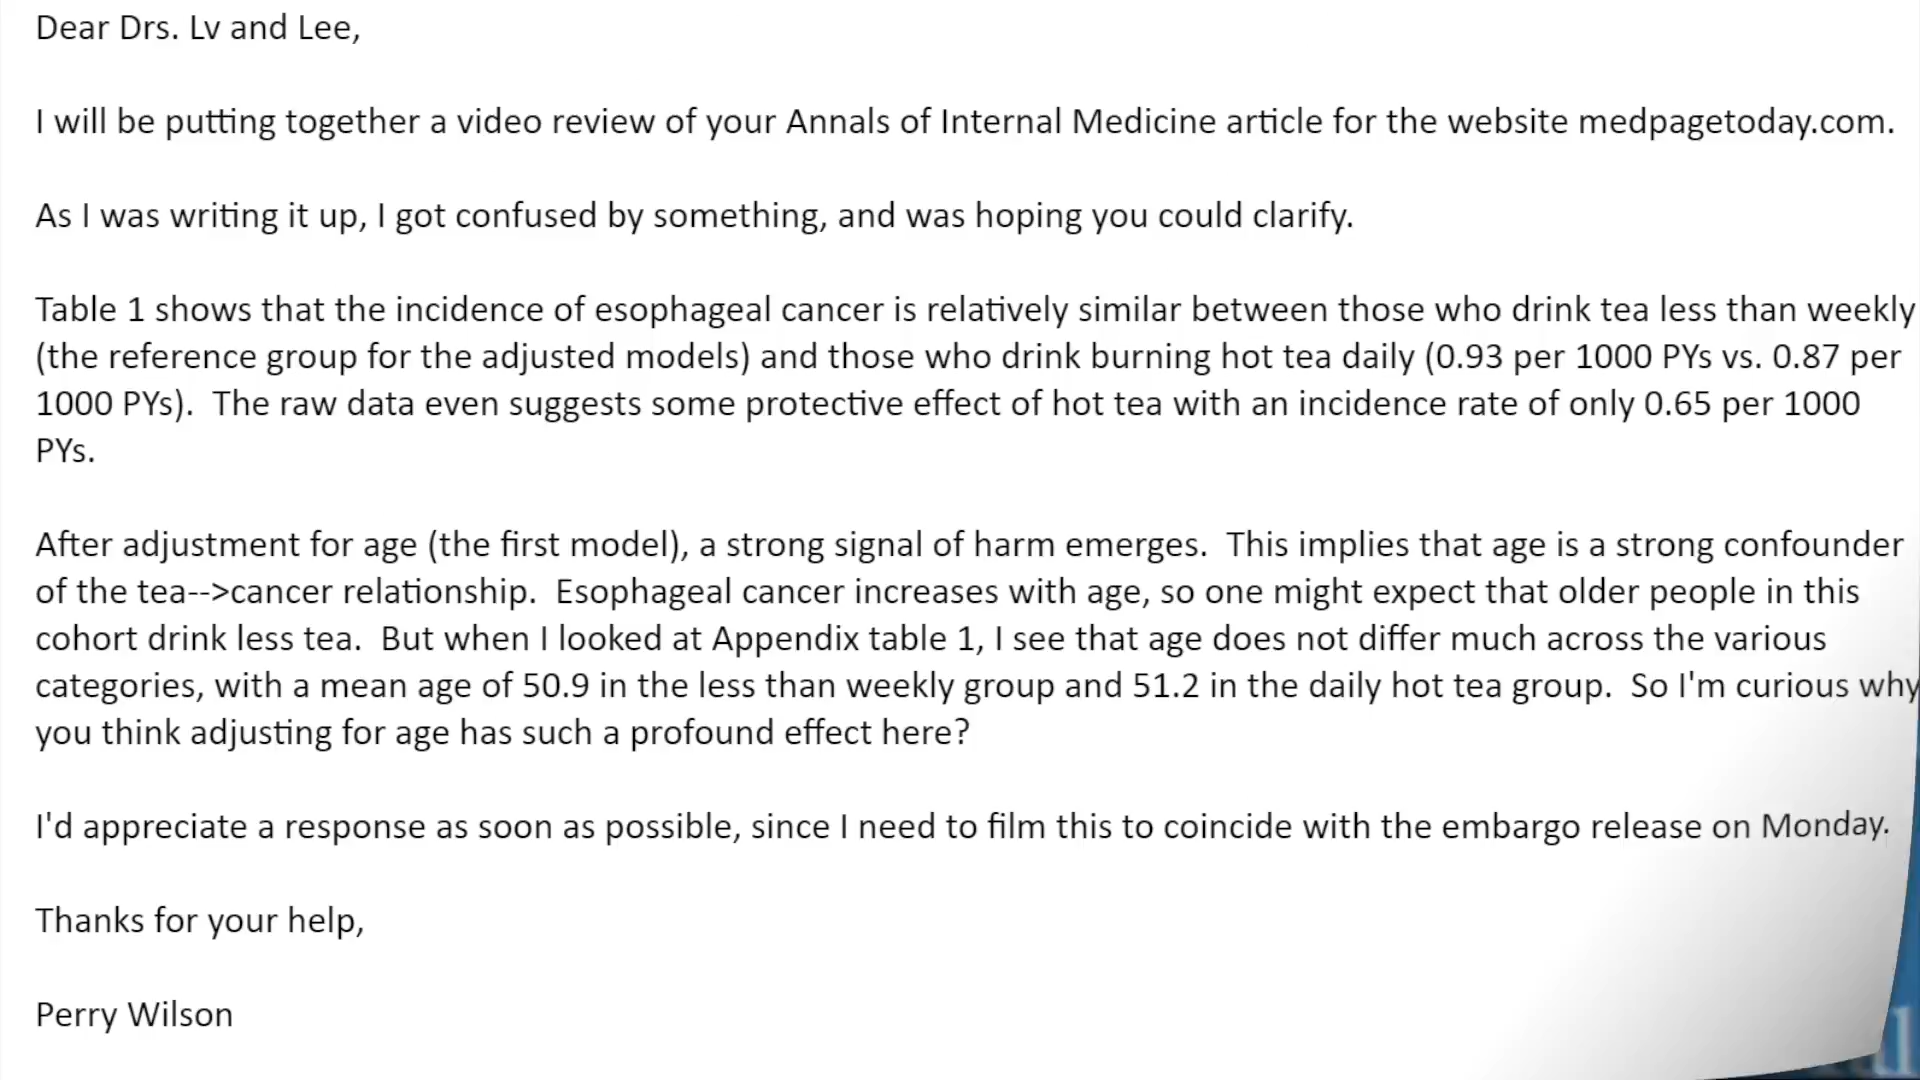 Dear Drs. Lv and Lee,
I will be putting together a video review of your Annals of Internal Medicine article for the website medpagetoday.com.
As I was writing it up, I got confused by something, and was hoping you could clarify.
Table 1 shows that the incidence of esophageal cancer is relatively similar between those who drink tea less than weekly
(the reference group for the adjusted models) and those who drink burning hot tea daily (0.93 per 1000 PYs vs. 0.87 per
1000 PYs).  The raw data even suggests some protective effect of hot tea with an incidence rate of only 0.65 per 1000
PYs.
After adjustment for age (the first model), a strong signal of harm emerges.  This implies that age is a strong confounder
of the tea-->cancer relationship.  Esophageal cancer increases with age, so one might expect that older people in this
cohort drink less tea.  But when I looked at Appendix table 1, I see that age does not differ much across the various
categories, with a mean age of 50.9 in the less than weekly group and 51.2 in the daily hot tea group.  So I'm curious why
you think adjusting for age has such a profound effect here?
I'd appreciate a response as soon as possible, since I need to film this to coincide with the embargo release on Monday.
Thanks for your help,
Perry Wilson